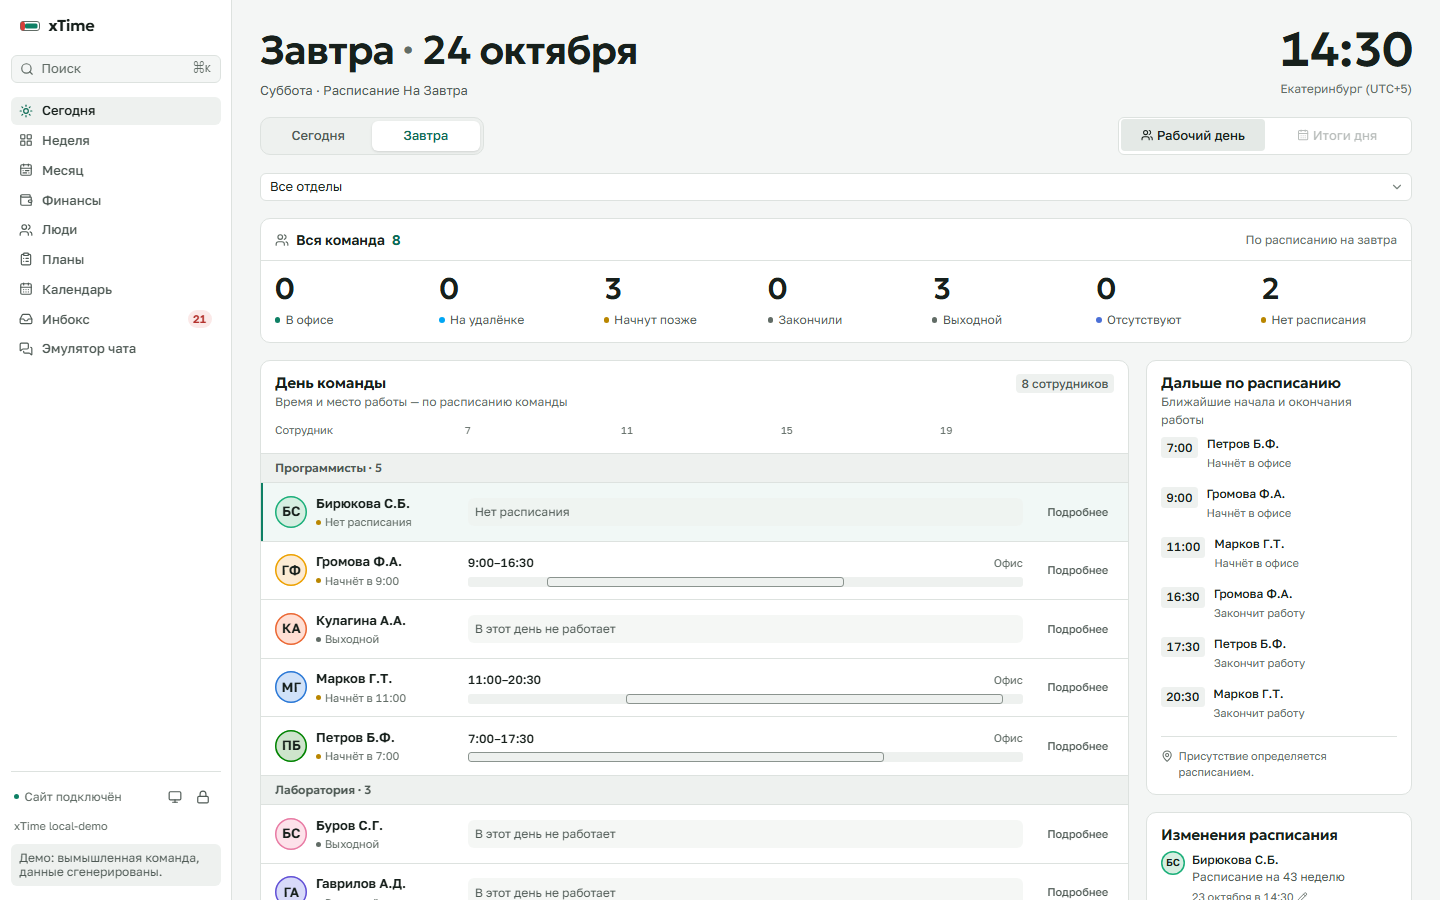 xTime
Поиск ⌘K
Сегодня
Неделя
Месяц
Финансы
Люди
Планы
Календарь
Инбокс 21
Эмулятор чата
Сайт подключён
xTime local-demo
Демо: вымышленная команда,
данные сгенерированы.
Завтра · 24 октября
Суббота · Расписание На Завтра
14:30
Екатеринбург (UTC+5)
Сегодня Завтра
Рабочий день Итоги дня
Все отделы
Вся команда 8 По расписанию на завтра
0 0 3 0 3 0 2
В офисе На удалёнке Начнут позже Закончили Выходной Отсутствуют Нет расписания
День команды 8 сотрудников
Время и место работы — по расписанию команды
Сотрудник 7 11 15 19
Программисты · 5
БС Бирюкова С.Б. Нет расписания Подробнее
Нет расписания
ГФ Громова Ф.А. 9:00–16:30 Офис Подробнее
Начнёт в 9:00
КА Кулагина А.А. В этот день не работает
Выходной
МГ Марков Г.Т. 11:00–20:30 Офис Подробнее
Начнёт в 11:00
ПБ Петров Б.Ф. 7:00–17:30 Офис Подробнее
Начнёт в 7:00
Лаборатория · 3
БС Буров С.Г. В этот день не работает Подробнее
Выходной
ГА Гаврилов А.Д. В этот день не работает Подробнее
Дальше по расписанию
Ближайшие начала и окончания
работы
7:00 Петров Б.Ф.
Начнёт в офисе
9:00 Громова Ф.А.
Начнёт в офисе
11:00 Марков Г.Т.
Начнёт в офисе
16:30 Громова Ф.А.
Закончит работу
17:30 Петров Б.Ф.
Закончит работу
20:30 Марков Г.Т.
Закончит работу
Присутствие определяется
расписанием.
Изменения расписания
БС Бирюкова С.Б.
Расписание на 43 неделю
23 октября в 14:30